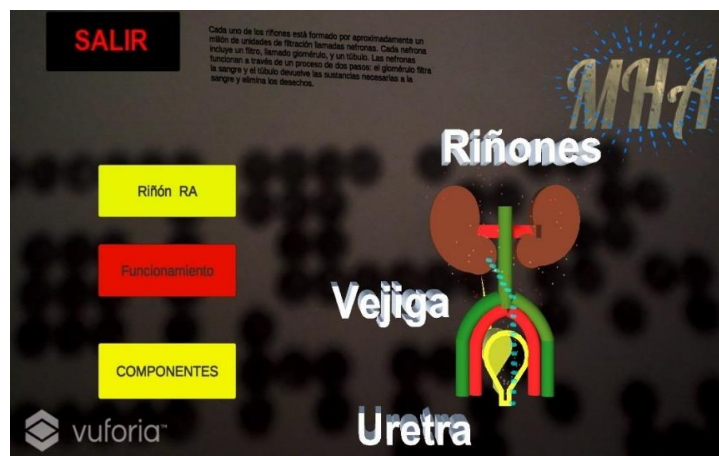 SALIR
Cada uno de los riñones está formado por aproximadamente un
millón de unidades de filtración llamadas nefronas. Cada nefrona
incluye un filtro, llamado glomérulo, y un túbulo. Las nefronas
funcionan a través de un proceso de dos pasos: el glomérulo filtra
la sangre y el túbulo devuelve las sustancias necesarias a la
sangre y elimina los desechos.
MHA
Riñones
Riñón RA
Funcionamiento
Vejiga
COMPONENTES
Uretra
vuforia™